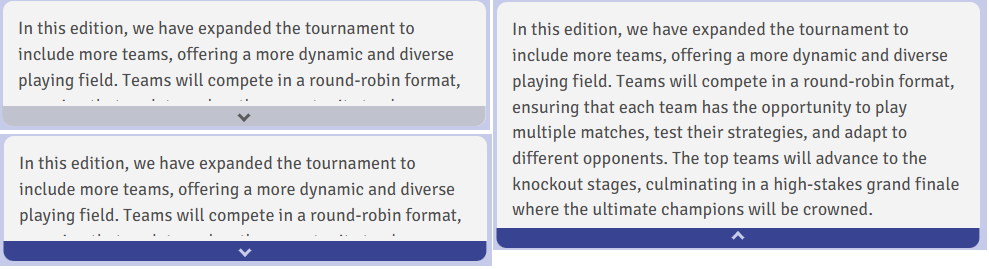 In this edition, we have expanded the tournament to
include more teams, offering a more dynamic and diverse
playing field. Teams will compete in a round-robin format,
In this edition, we have expanded the tournament to
include more teams, offering a more dynamic and diverse
playing field. Teams will compete in a round-robin format,
In this edition, we have expanded the tournament to
include more teams, offering a more dynamic and diverse
playing field. Teams will compete in a round-robin format,
ensuring that each team has the opportunity to play
multiple matches, test their strategies, and adapt to
different opponents. The top teams will advance to the
knockout stages, culminating in a high-stakes grand finale
where the ultimate champions will be crowned.